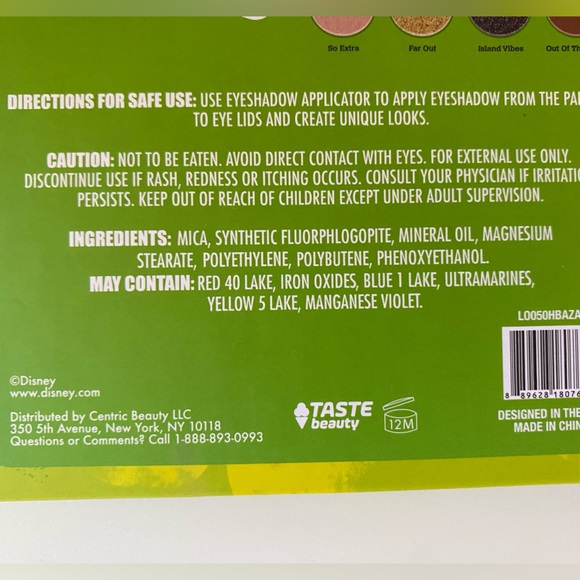 So Extra Far Out Island Vibes Out Of
DIRECTIONS FOR SAFE USE: USE EYESHADOW APPLICATOR TO APPLY EYESHADOW FROM THE
TO EYE LIDS AND CREATE UNIQUE LOOKS.
CAUTION: NOT TO BE EATEN. AVOID DIRECT CONTACT WITH EYES. FOR EXTERNAL USE ONLY.
DISCONTINUE USE IF RASH, REDNESS OR ITCHING OCCURS. CONSULT YOUR PHYSICIAN IF
PERSISTS. KEEP OUT OF REACH OF CHILDREN EXCEPT UNDER ADULT SUPERVISION.
INGREDIENTS: MICA, SYNTHETIC FLUORPHLOGOPITE, MINERAL OIL, MAGNESIUM
STEARATE, POLYETHYLENE, POLYBUTENE, PHENOXYETHANOL.
MAY CONTAIN: RED 40 LAKE, IRON OXIDES, BLUE 1 LAKE, ULTRAMARINES,
YELLOW 5 LAKE, MANGANESE VIOLET.
LO050HBAZA
8 89628 18076
©Disney
www.disney.com
Distributed by Centric Beauty LLC
350 5th Avenue, New York, NY 10118
Questions or Comments? Call 1-888-893-0993
TASTE
beauty
12M
DESIGNED IN THE
MADE IN